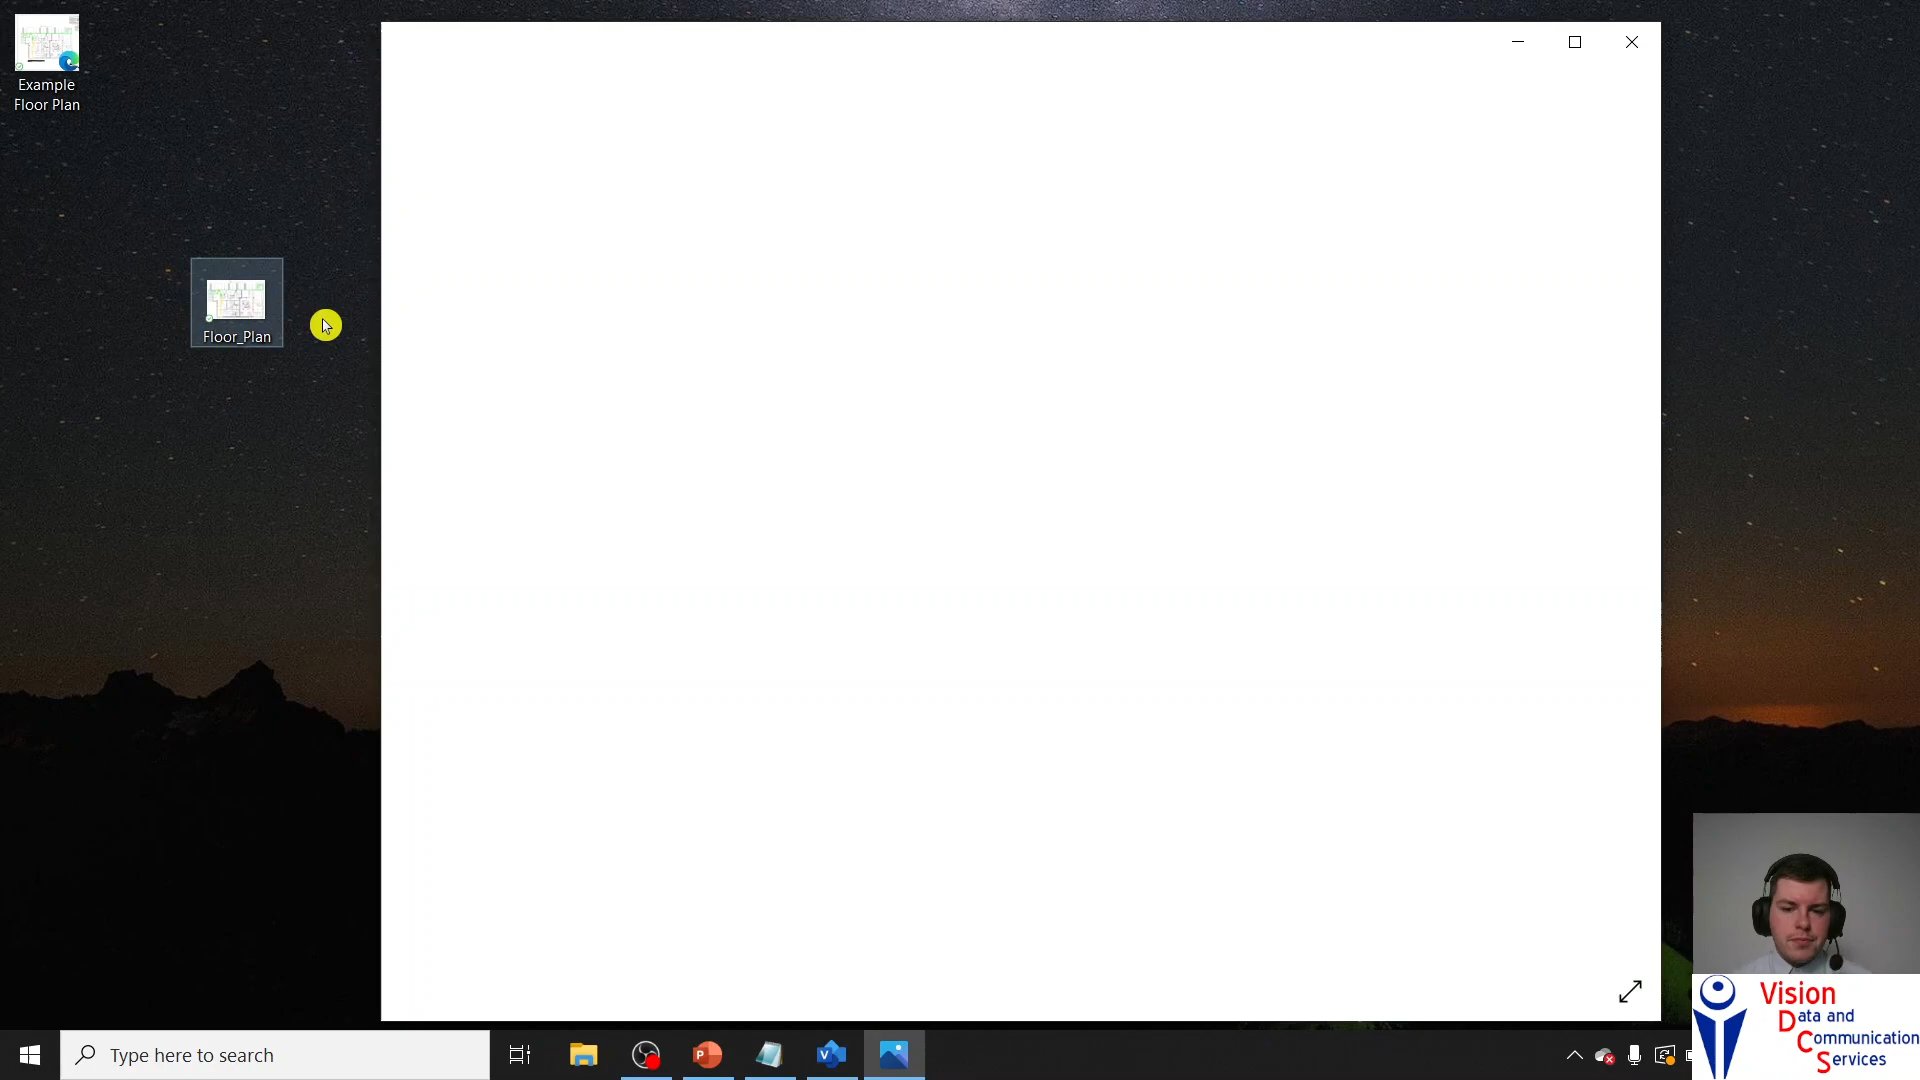 Example
Floor Plan
Floor_Plan
Type here to search
Vision
Data and
Communication
Services